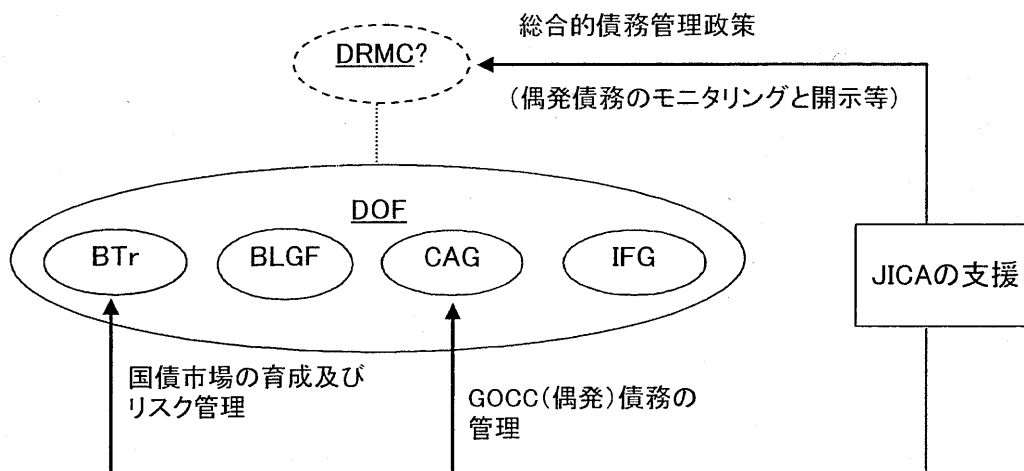 総合的債務管理政策
DRMC?
(偶発債務のモニタリングと開示等)
DOF
BTr
BLGF
CAG
IFG
JICAの支援
国債市場の育成及び
リスク管理
GOCC(偶発)債務の
管理